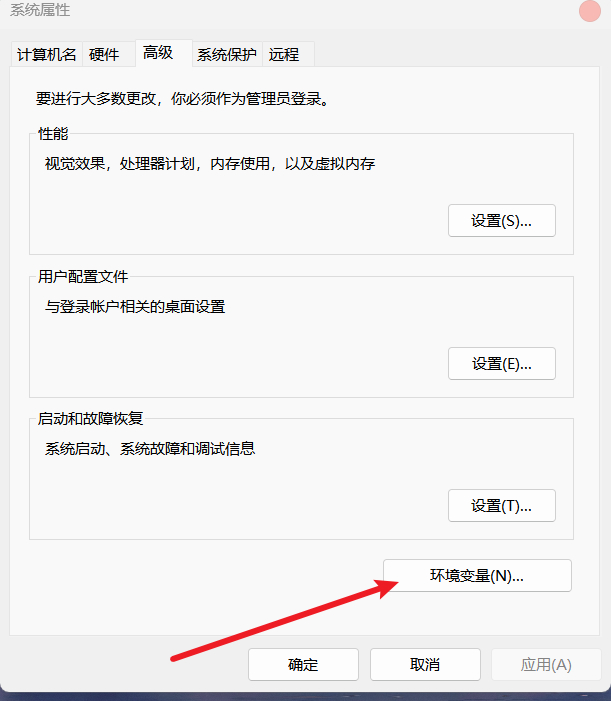 系统属性
计算机名 硬件 高级 系统保护 远程
要进行大多数更改，你必须作为管理员登录。
性能
视觉效果，处理器计划，内存使用，以及虚拟内存
设置(S)...
用户配置文件
与登录帐户相关的桌面设置
设置(E)...
启动和故障恢复
系统启动、系统故障和调试信息
设置(T)...
环境变量(N)...
确定 取消 应用(A)